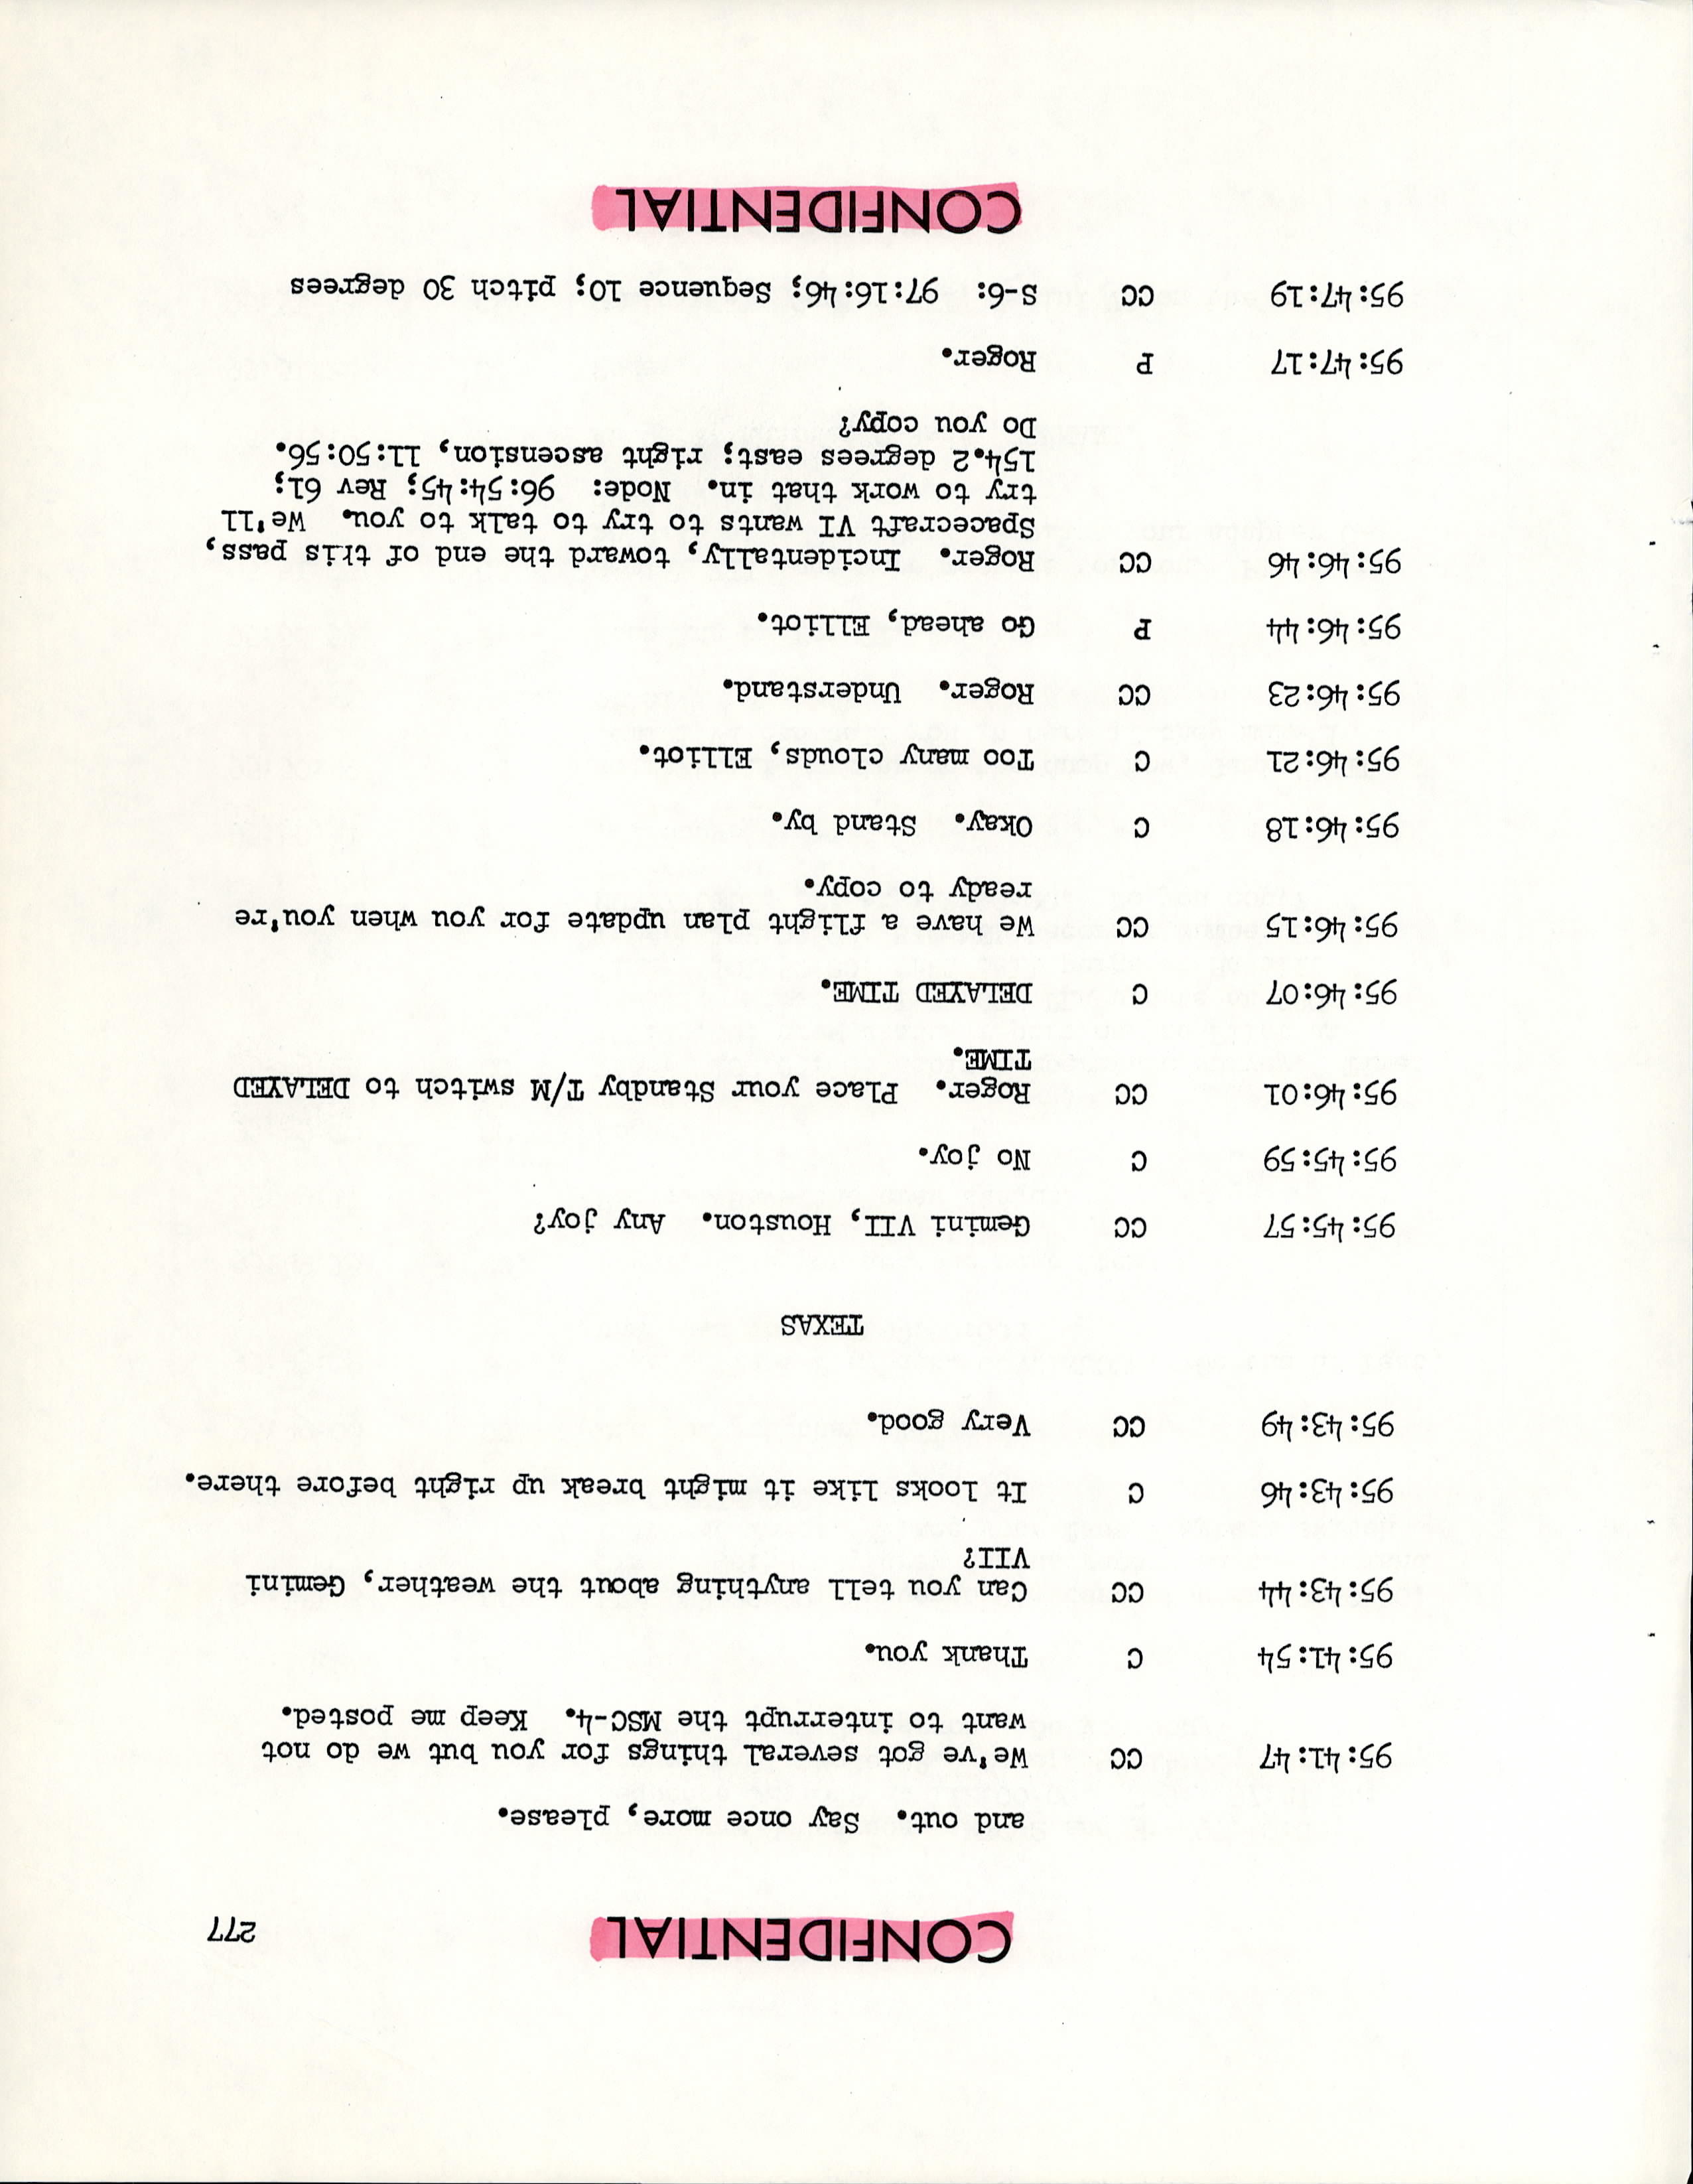 CONFIDENTIAL 277
and out. Say once more, please.
95:41:47 CC We've got several things for you but we do not
want to interrupt the MSC-4. Keep me posted.
95:41:54 C Thank you.
95:43:44 CC Can you tell anything about the weather, Gemini
VII?
95:43:46 C It looks like it might break up right before there.
95:43:49 CC Very good.
TEXAS
95:45:57 CC Gemini VII, Houston. Any joy?
95:45:59 C No joy.
95:46:01 CC Roger. Place your Standby T/M switch to DELAYED
TIME.
95:46:07 C DELAYED TIME.
95:46:15 CC We have a flight plan update for you when you're
ready to copy.
95:46:18 C Okay. Stand by.
95:46:21 C Too many clouds, Elliot.
95:46:23 CC Roger. Understand.
95:46:44 P Go ahead, Elliot.
95:46:46 CC Roger. Incidentally, toward the end of this pass,
Spacecraft VI wants to try to talk to you. We'll
try to work that in. Node: 96:54:45; Rev 61;
154.2 degrees east; right ascension, 11:50:56.
Do you copy?
95:47:17 P Roger.
95:47:19 CC S-6: 97:16:46; Sequence 10; pitch 30 degrees
CONFIDENTIAL